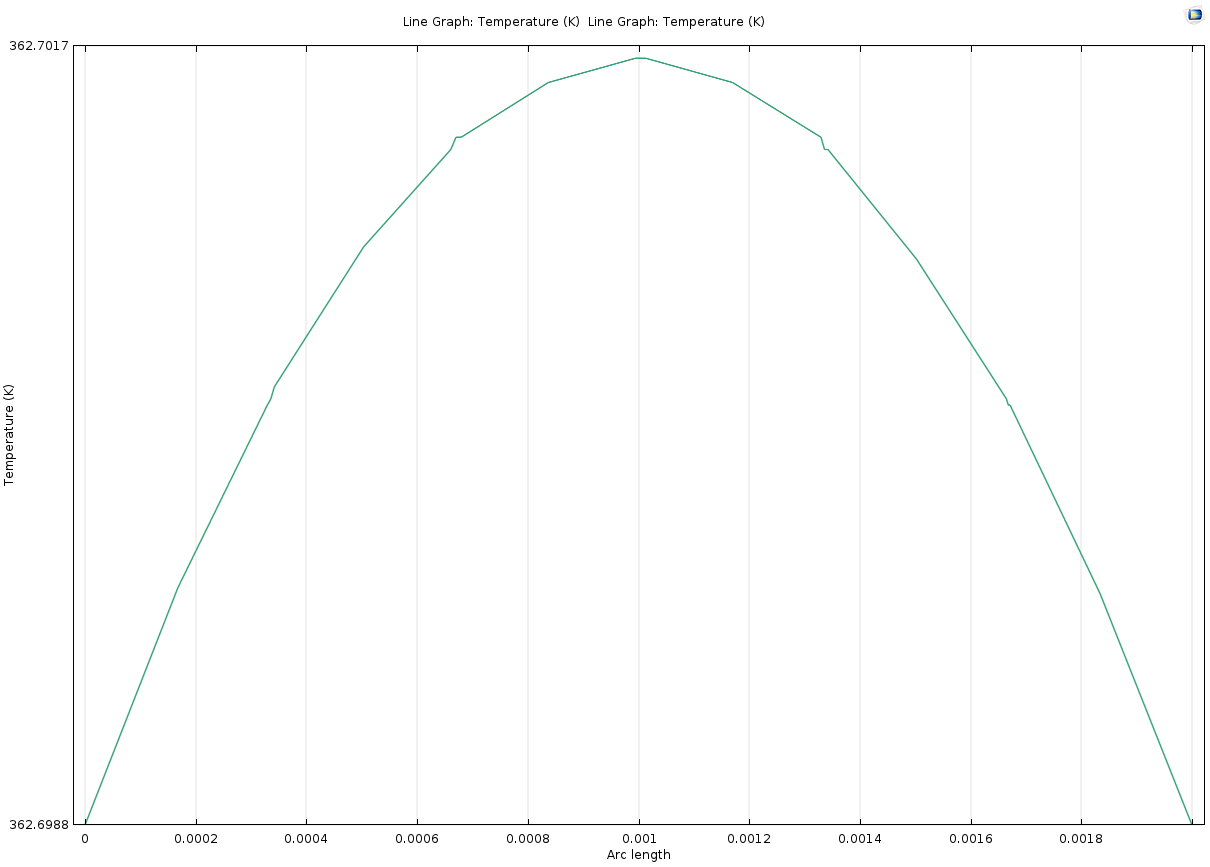 Line Graph: Temperature (K)  Line Graph: Temperature (K)
362.7017
Temperature (K)
362.6988
0 0.0002 0.0004 0.0006 0.0008 0.001 0.0012 0.0014 0.0016 0.0018
Arc length